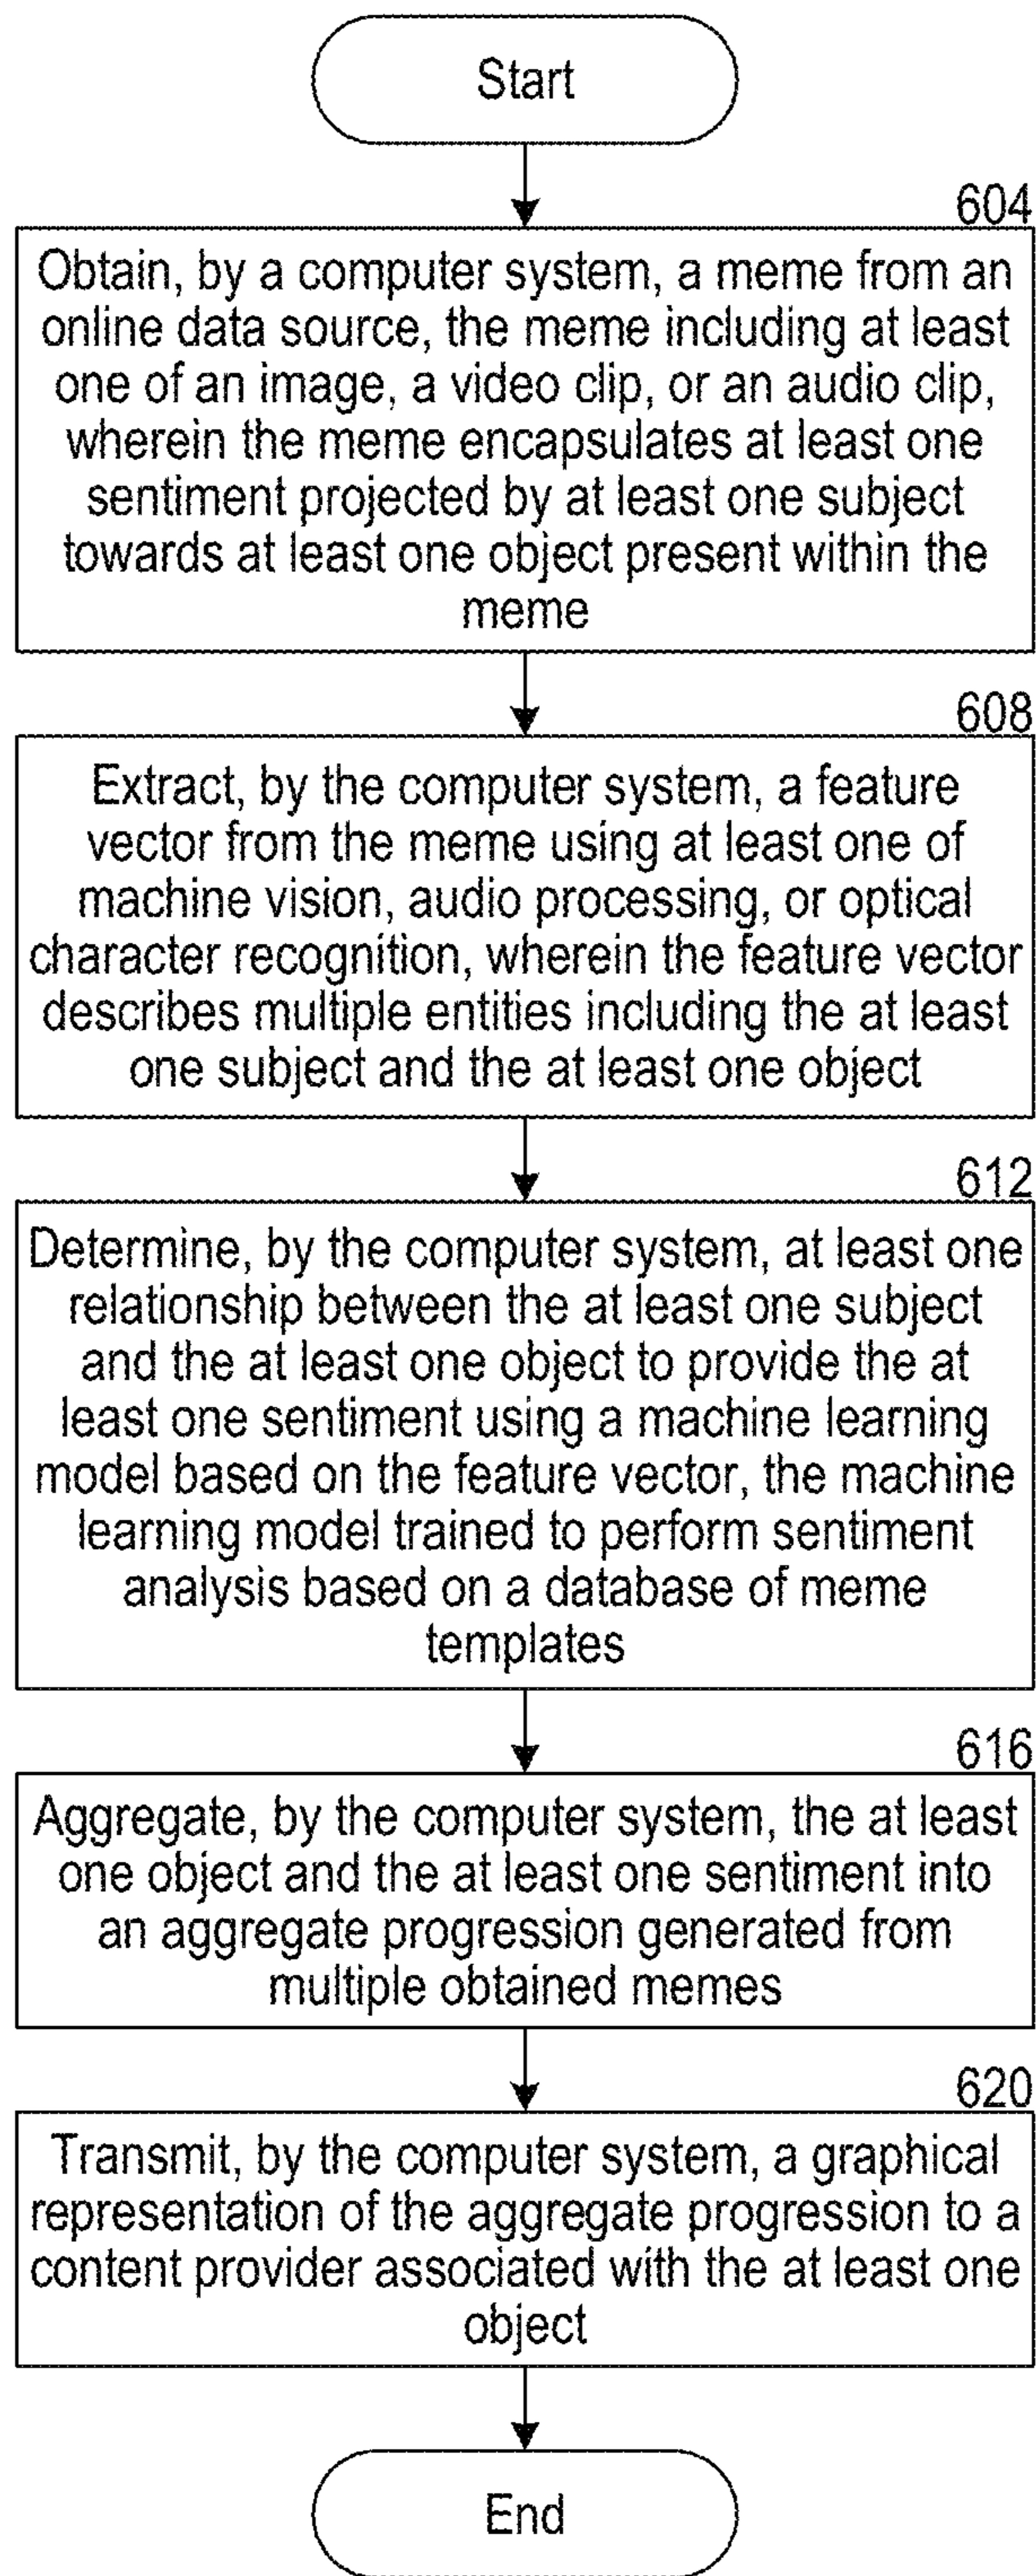 Start
604
Obtain, by a computer system, a meme from an
online data source, the meme including at least
one of an image, a video clip, or an audio clip,
wherein the meme encapsulates at least one
sentiment projected by at least one subject
towards at least one object present within the
meme
608
Extract, by the computer system, a feature
vector from the meme using at least one of
machine vision, audio processing, or optical
character recognition, wherein the feature vector
describes multiple entities including the at least
one subject and the at least one object
612
Determine, by the computer system, at least one
relationship between the at least one subject
and the at least one object to provide the at
least one sentiment using a machine learning
model based on the feature vector, the machine
learning model trained to perform sentiment
analysis based on a database of meme
templates
616
Aggregate, by the computer system, the at least
one object and the at least one sentiment into
an aggregate progression generated from
multiple obtained memes
620
Transmit, by the computer system, a graphical
representation of the aggregate progression to a
content provider associated with the at least one
object
End